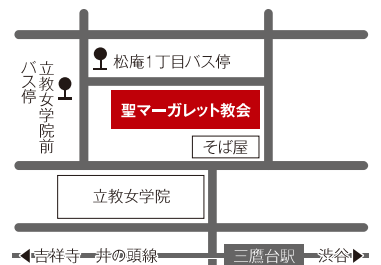 松庵1丁目バス停
立教女学院前
バス停
聖マーガレット教会
そば屋
立教女学院
◀吉祥寺 井の頭線 三鷹台駅 渋谷▶